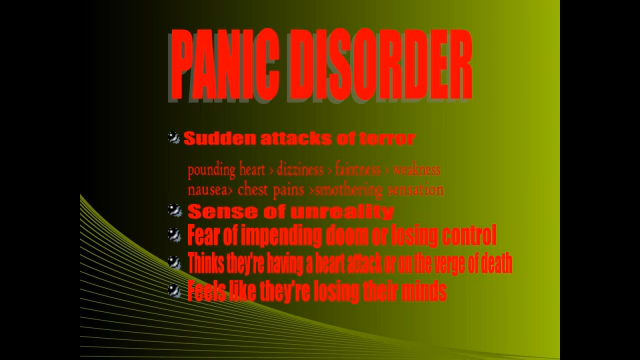 PANIC DISORDER
Sudden attacks of terror
pounding heart › dizziness › faintness › weakness
nausea› chest pains ›smothering sensation
Sense of unreality
Fear of impending doom or losing control
Thinks they're having a heart attack or on the verge of death
Feels like they're losing their minds